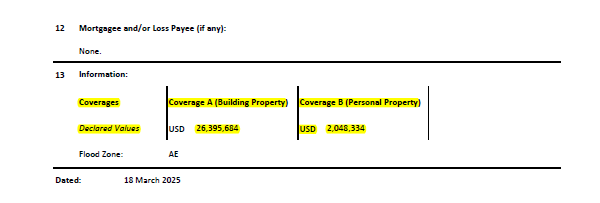 12 Mortgagee and/or Loss Payee (if any):
None.
13 Information:
Coverages Coverage A (Building Property) Coverage B (Personal Property)
Declared Values USD 26,395,684 USD 2,048,334
Flood Zone: AE
Dated: 18 March 2025